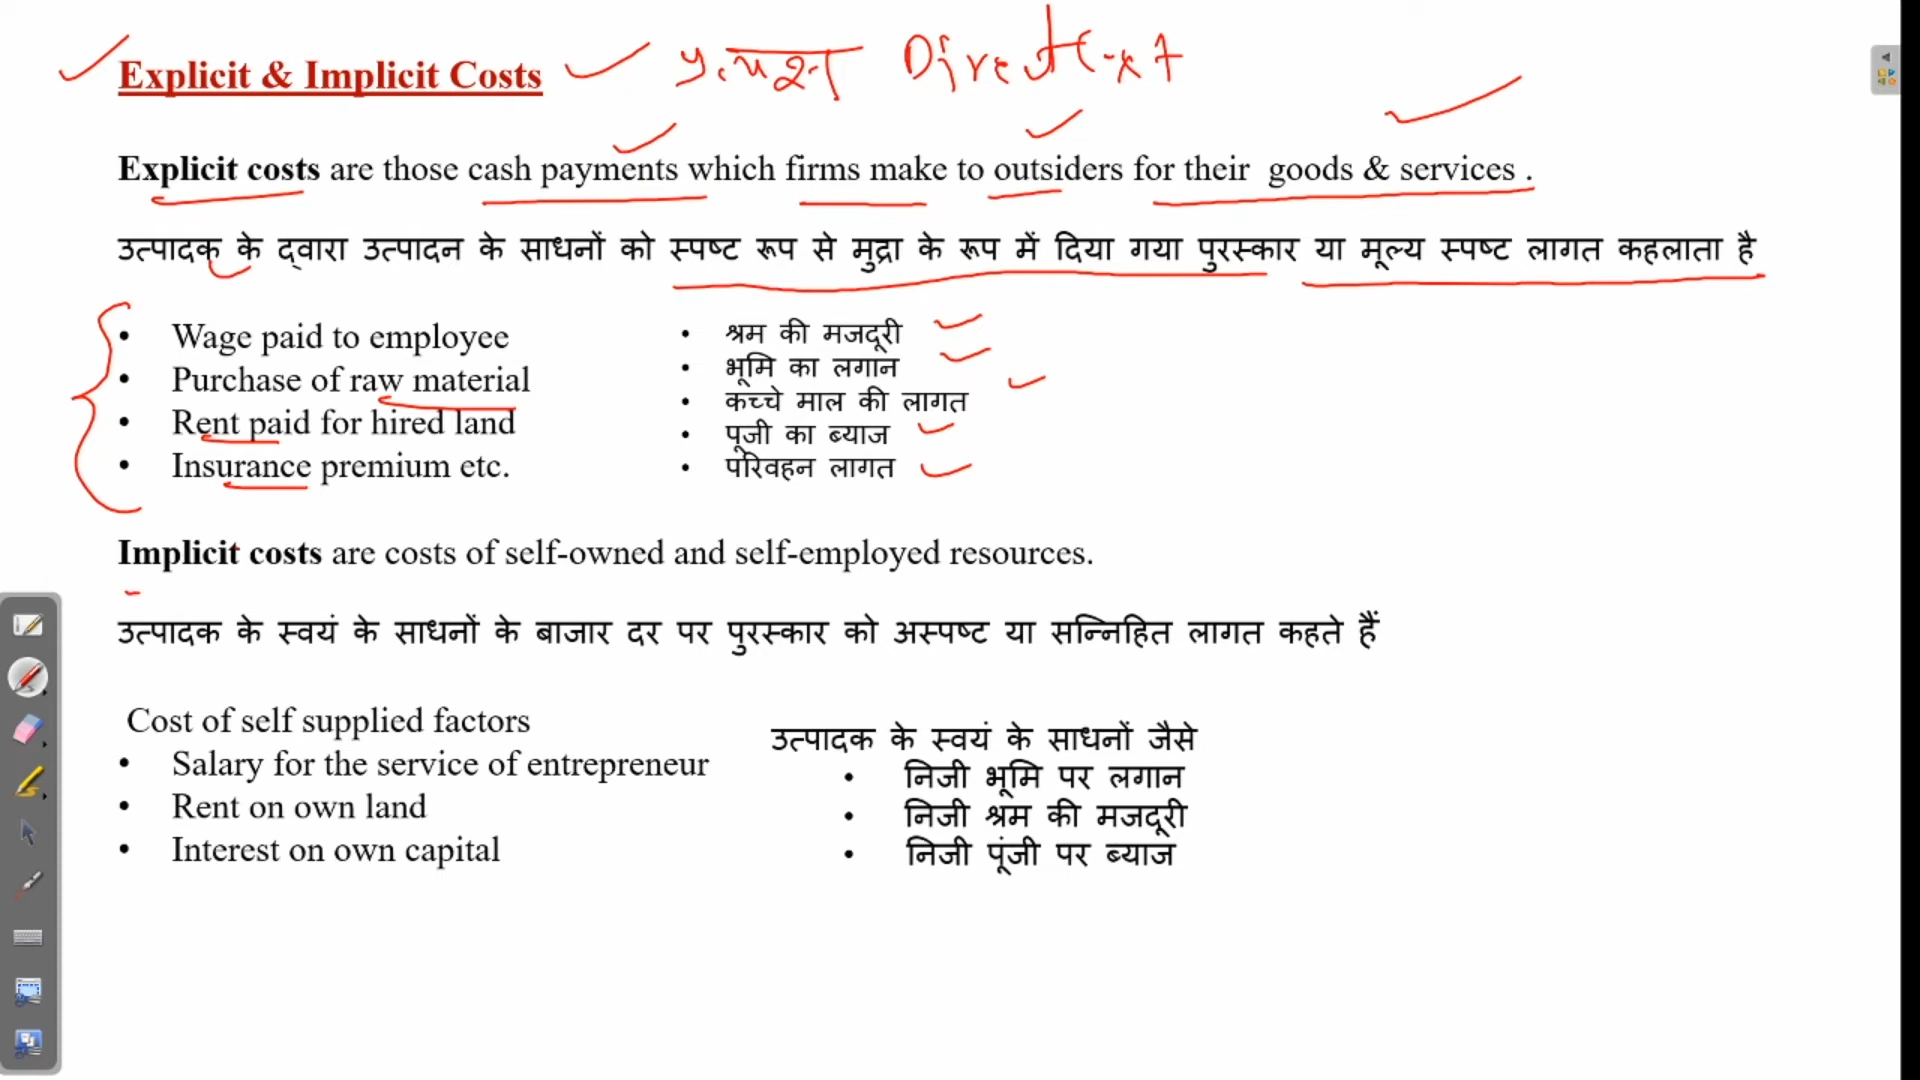 Explicit & Implicit Costs
Explicit costs are those cash payments which firms make to outsiders for their goods & services .
उत्पादक के द्वारा उत्पादन के साधनों को स्पष्ट रूप से मुद्रा के रूप में दिया गया पुरस्कार या मूल्य स्पष्ट लागत कहलाता है
• Wage paid to employee
• Purchase of raw material
• Rent paid for hired land
• Insurance premium etc.
• श्रम की मजदूरी
• भूमि का लगान
• कच्चे माल की लागत
• पूजी का ब्याज
• परिवहन लागत
Implicit costs are costs of self-owned and self-employed resources.
उत्पादक के स्वयं के साधनों के बाजार दर पर पुरस्कार को अस्पष्ट या सन्निहित लागत कहते हैं
Cost of self supplied factors
• Salary for the service of entrepreneur
• Rent on own land
• Interest on own capital
उत्पादक के स्वयं के साधनों जैसे
• निजी भूमि पर लगान
• निजी श्रम की मजदूरी
• निजी पूंजी पर ब्याज